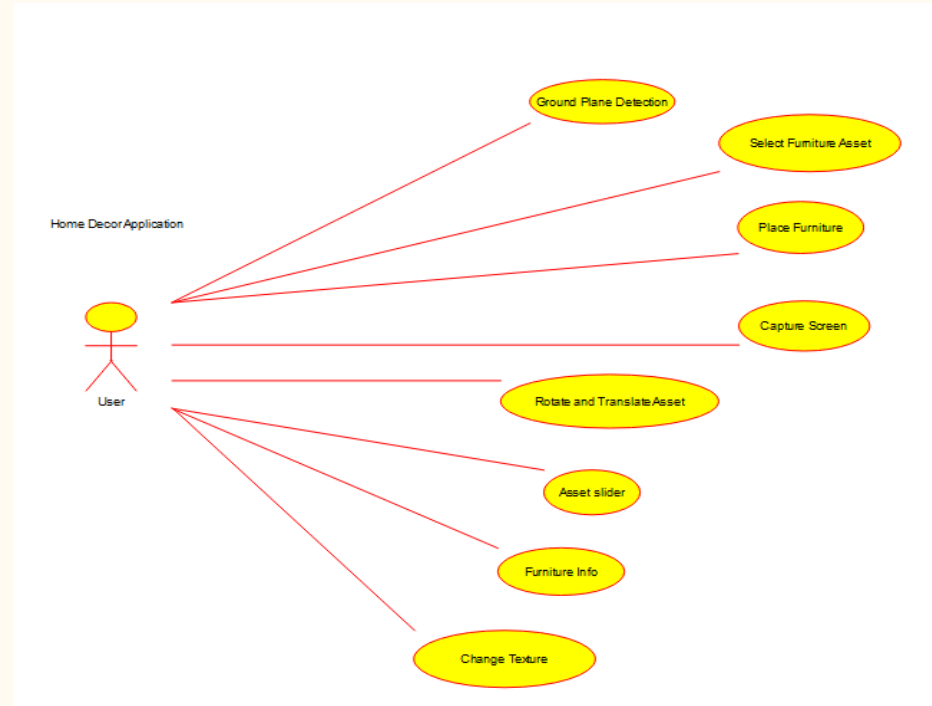 Ground Plane Detection
Select Furniture Asset
Home Decor Application
Place Furniture
Capture Screen
User
Rotate and Translate Asset
Asset slider
Furniture Info
Change Texture